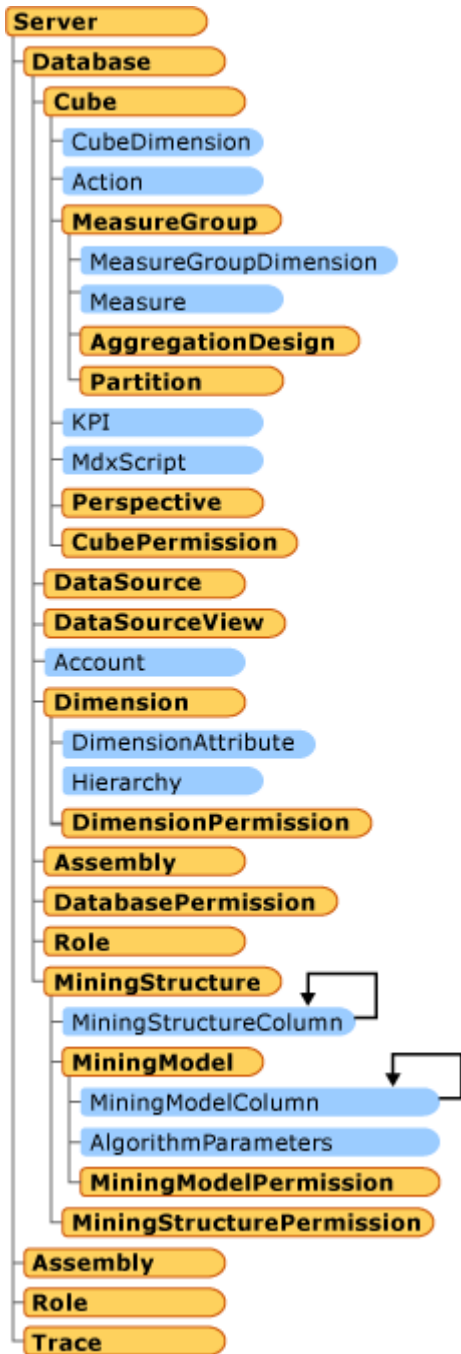 Server
Database
Cube
CubeDimension
Action
MeasureGroup
MeasureGroupDimension
Measure
AggregationDesign
Partition
KPI
MdxScript
Perspective
CubePermission
DataSource
DataSourceView
Account
Dimension
DimensionAttribute
Hierarchy
DimensionPermission
Assembly
DatabasePermission
Role
MiningStructure
MiningStructureColumn
MiningModel
MiningModelColumn
AlgorithmParameters
MiningModelPermission
MiningStructurePermission
Assembly
Role
Trace